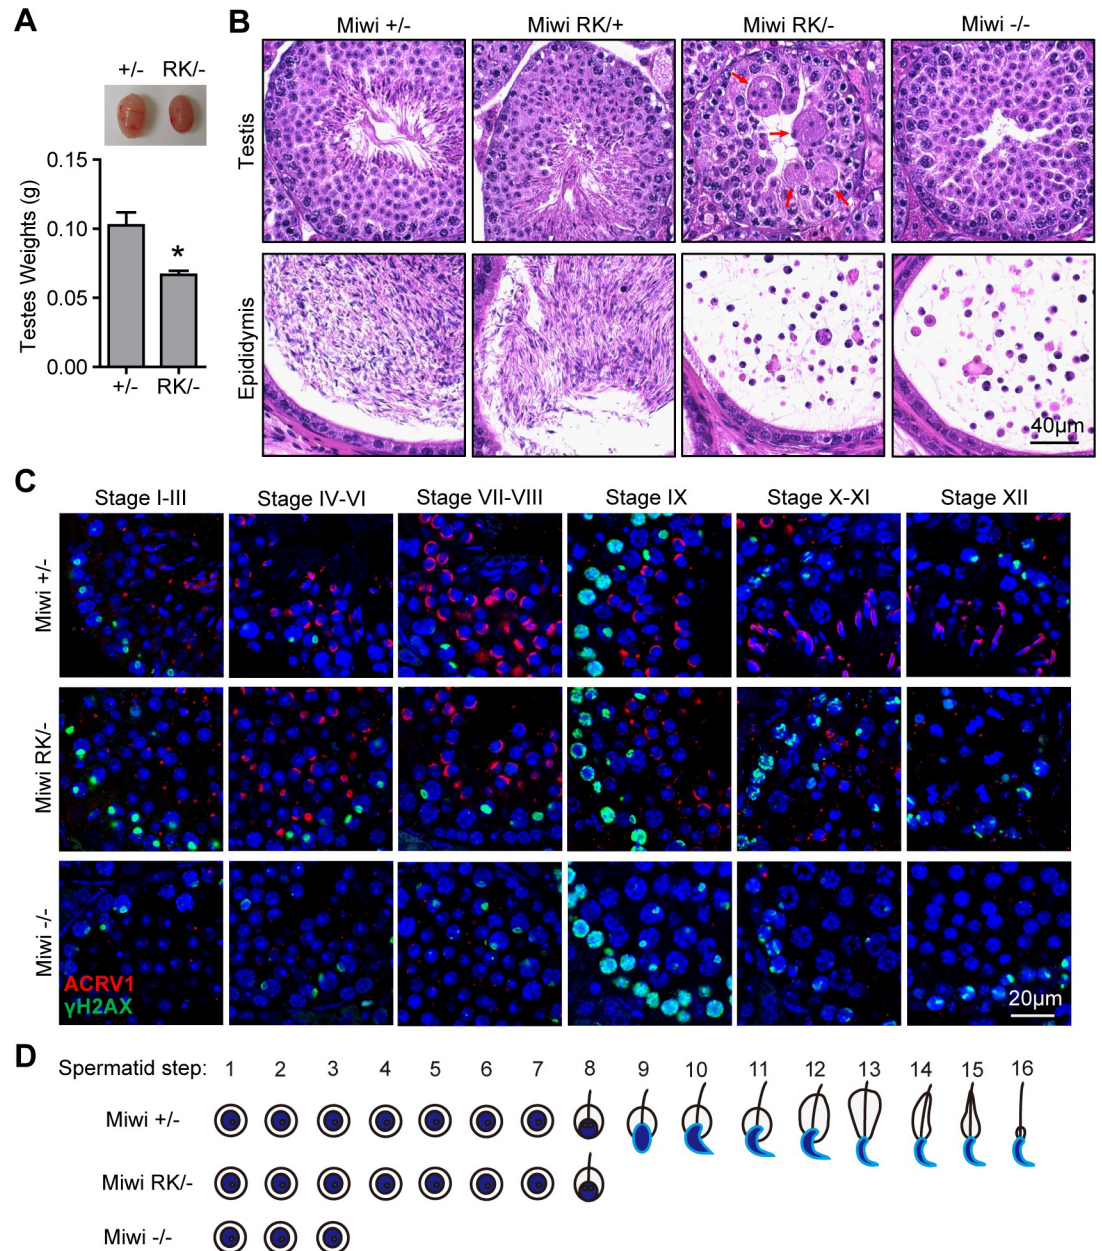 A
+/- RK/-
Testes Weights (g)
0.15
0.10
0.05
0.00
*
+/- RK/-
B
Miwi +/- Miwi RK/+ Miwi RK/- Miwi -/-
Testis
Epididymis
40µm
C
Stage I-III Stage IV-VI Stage VII-VIII Stage IX Stage X-XI Stage XII
Miwi +/-
Miwi RK/-
Miwi -/-
ACRV1
γH2AX
20µm
D
Spermatid step: 1 2 3 4 5 6 7 8 9 10 11 12 13 14 15 16
Miwi +/-
Miwi RK/-
Miwi -/-